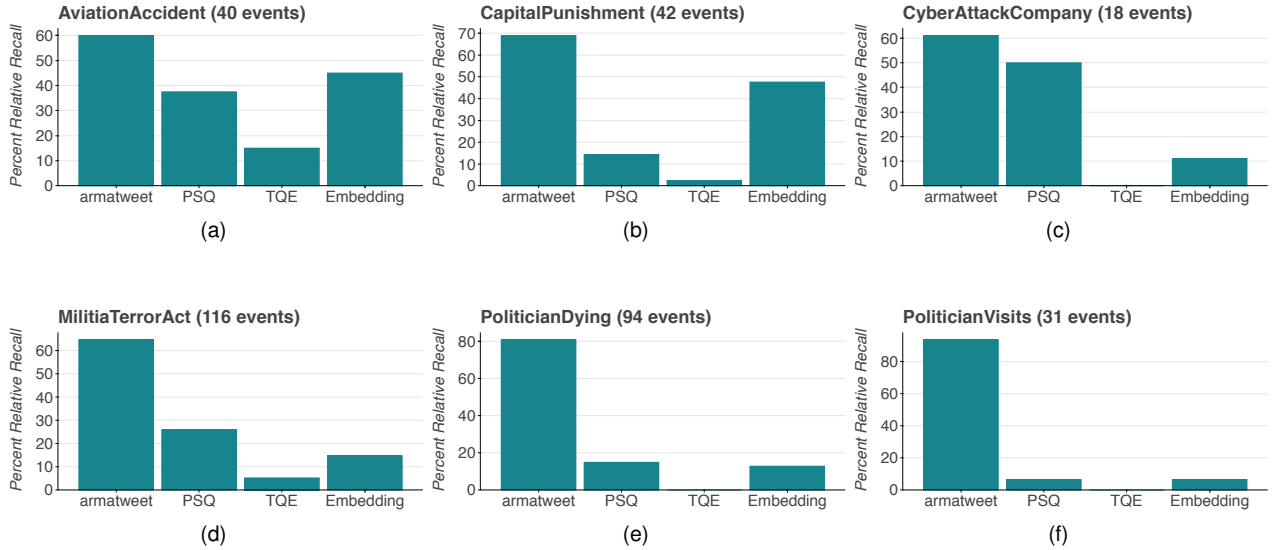 AviationAccident (40 events)
Percent Relative Recall
60
50
40
30
20
10
0
armatweet PSQ TQE Embedding
(a)
CapitalPunishment (42 events)
Percent Relative Recall
70
60
50
40
30
20
10
0
armatweet PSQ TQE Embedding
(b)
CyberAttackCompany (18 events)
Percent Relative Recall
60
50
40
30
20
10
0
armatweet PSQ TQE Embedding
(c)
MilitiaTerrorAct (116 events)
Percent Relative Recall
60
50
40
30
20
10
0
armatweet PSQ TQE Embedding
(d)
PoliticianDying (94 events)
Percent Relative Recall
80
60
40
20
0
armatweet PSQ TQE Embedding
(e)
PoliticianVisits (31 events)
Percent Relative Recall
80
60
40
20
0
armatweet PSQ TQE Embedding
(f)